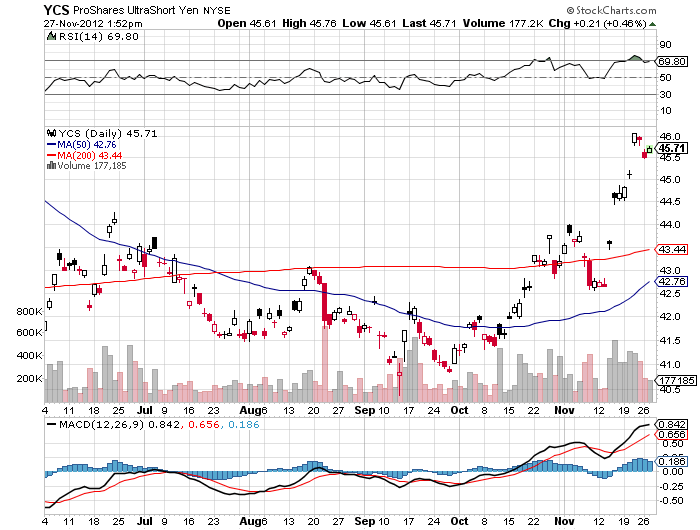 YCS ProShares UltraShort Yen NYSE
© StockCharts.com
27-Nov-2012 1:52pm
Open 45.61 High 45.76 Low 45.61 Last 45.71 Volume 177.2K Chg +0.21 (+0.46%)
RSI(14) 69.80
90
69.80
50
30
10
YCS (Daily) 45.71
MA(50) 42.76
MA(200) 43.44
Volume 177,185
46.0
45.71
45.5
45.0
44.5
44.0
43.44
43.0
42.76
42.5
42.0
41.5
41.0
40.5
800K
600K
400K
200K
177185
4 11 18 25 Jul 9 16 23 Aug 6 13 20 27 Sep 10 17 24 Oct 8 15 22 Nov 12 19 26
MACD(12,26,9) 0.842, 0.656, 0.186
0.842
0.656
0.186
0.00
-0.25
-0.50
4 11 18 25 Jul 9 16 23 Aug 6 13 20 27 Sep 10 17 24 Oct 8 15 22 Nov 12 19 26